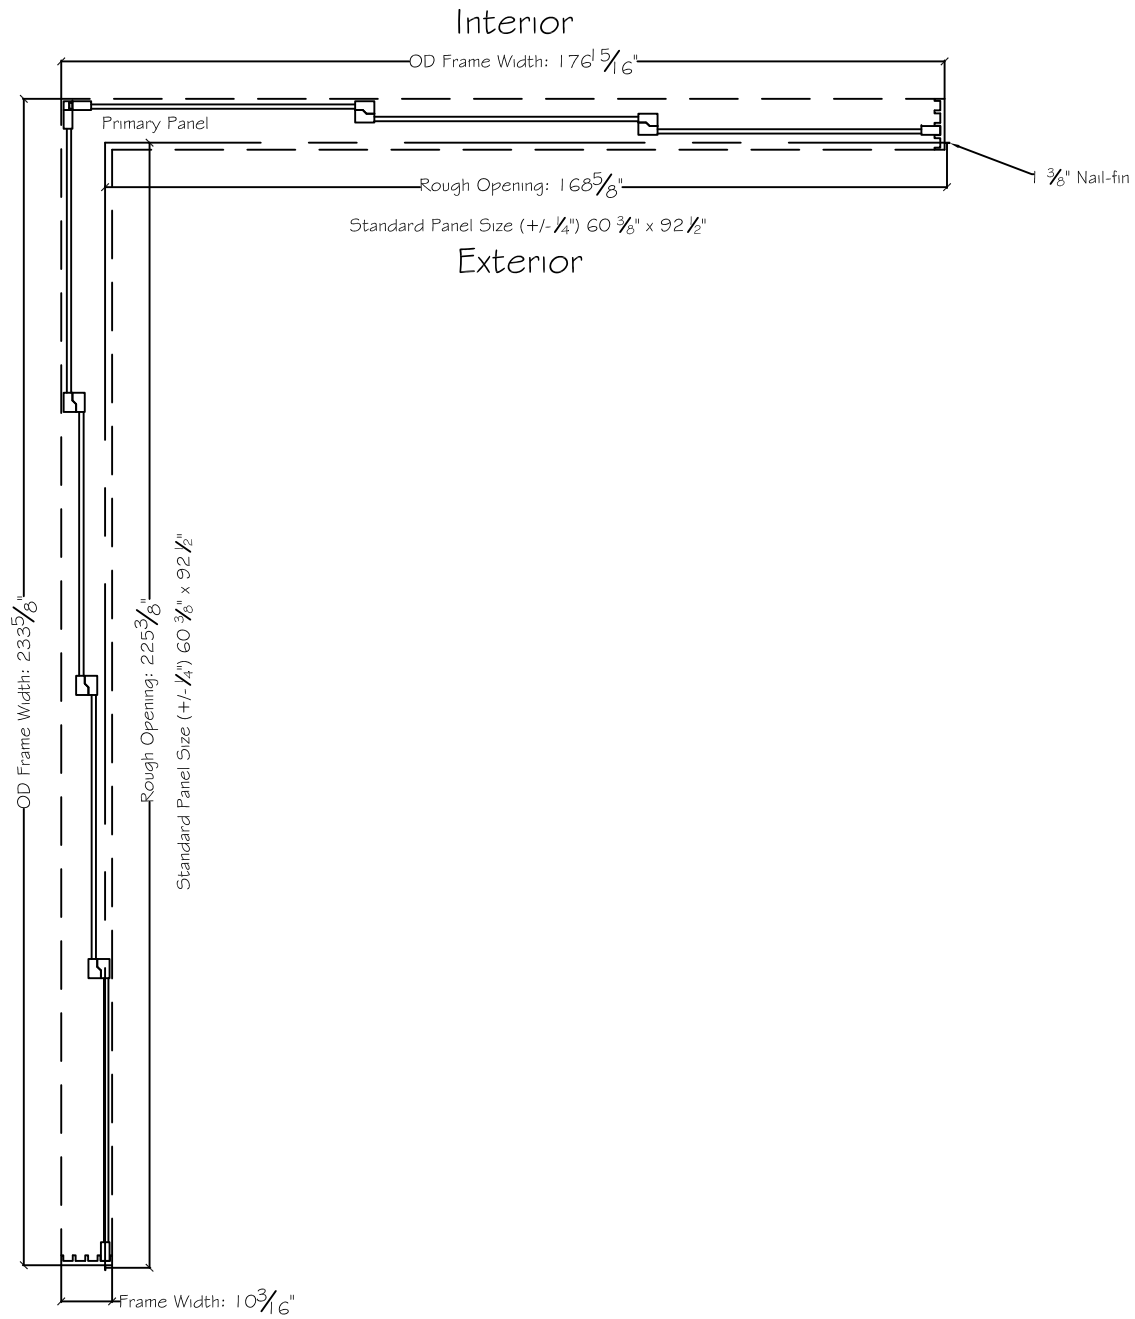 Interior
OD Frame Width: 176 15/16"
Primary Panel
Rough Opening: 168 5/8"
1 3/8" Nail-fin
Standard Panel Size (+/-1/4") 60 3/8" x 92 1/2"
Exterior
OD Frame Width: 233 5/8"
Rough Opening: 225 3/8"
Standard Panel Size (+/-1/4") 60 3/8" x 92 1/2"
Frame Width: 10 3/16"